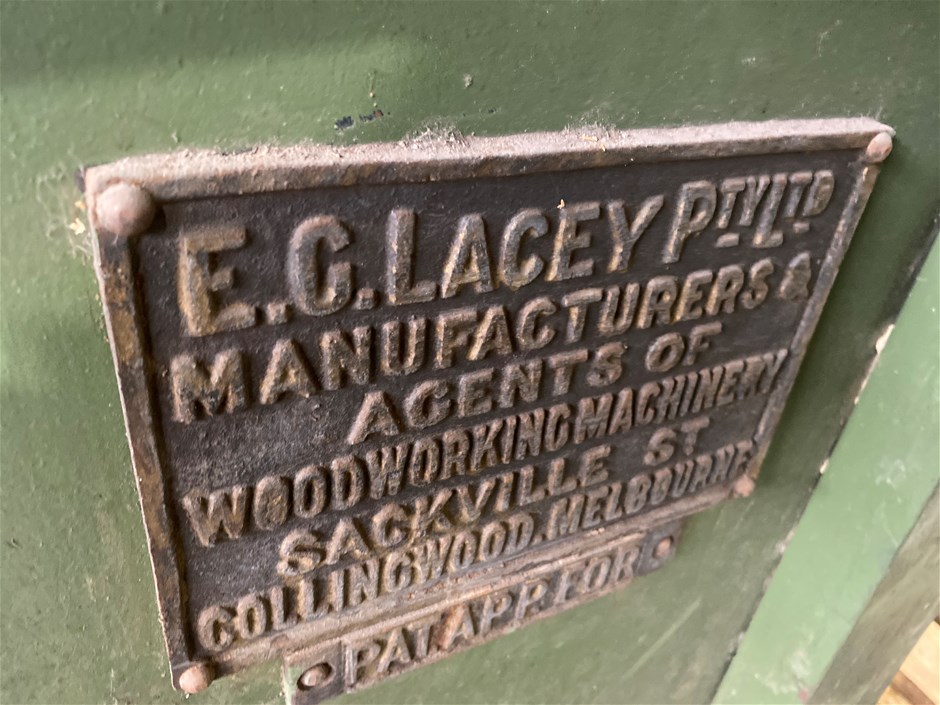 E.G. LACEY PTY LTD
MANUFACTURERS &
AGENTS OF
WOODWORKING MACHINERY
SACKVILLE ST
COLLINGWOOD. MELBOURNE
PAT. APP. FOR